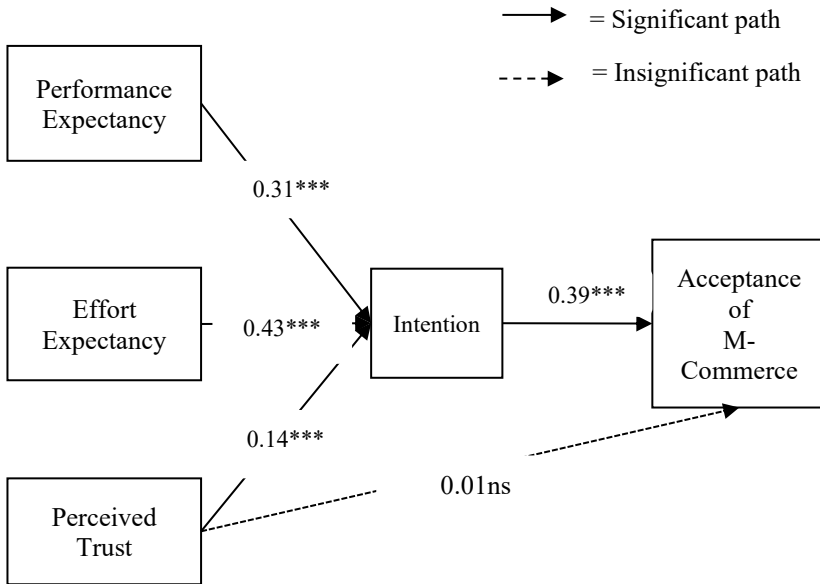 = Significant path
= Insignificant path
Performance
Expectancy
0.31***
Effort
Expectancy
0.43***
Intention
0.39***
Acceptance
of
M-
Commerce
0.14***
0.01ns
Perceived
Trust